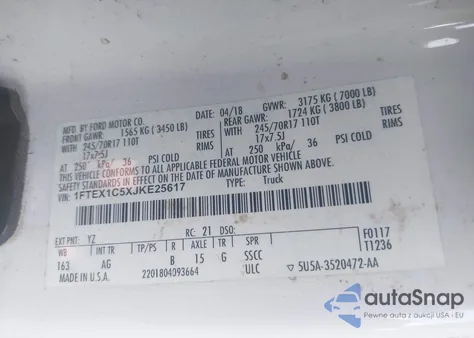 MFD. BY FORD MOTOR CO.
DATE: 04/18 GVWR: 3175 KG ( 7000 LB)
FRONT GAWR: 1565 KG ( 3450 LB) REAR GAWR: 1724 KG ( 3800 LB)
245/70R17 110T TIRES 245/70R17 110T TIRES
17x7.5J RIMS 17x7.5J RIMS
AT 250 kPa/ 36 PSI COLD AT 250 kPa/ 36 PSI COLD
THIS VEHICLE CONFORMS TO ALL APPLICABLE FEDERAL MOTOR VEHICLE
SAFETY STANDARDS IN EFFECT ON THE DATE OF MANUFACTURE SHOWN ABOVE.
VIN: 1FTEX1C5XJKE25617 TYPE: Truck
EXT PNT: YZ RC: 21 DSO: F0117
WB INT TR TP/PS R AXLE TR SPR T1236
163 AG B 15 G SSCC
MADE IN U.S.A. 2201804093664 ULC 5U5A-3520472-AA
autoSnap
Pewne auta z aukcji USA i EU